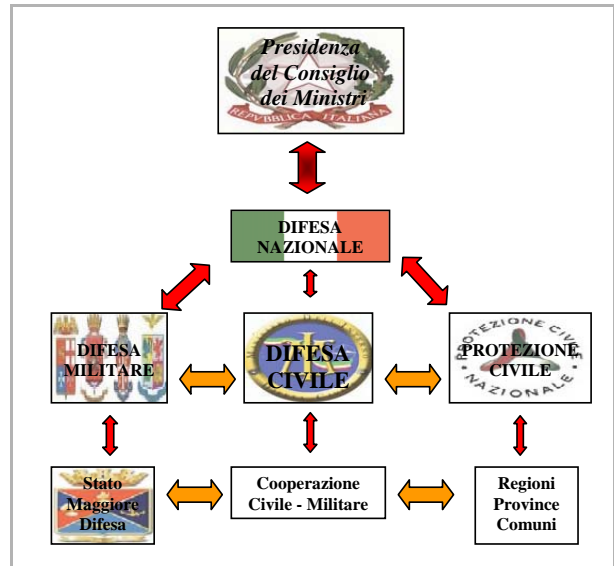 Presidenza
del Consiglio
dei Ministri
REPVBBLICA ITALIANA
DIFESA
NAZIONALE
DIFESA
MILITARE
DIFESA
CIVILE
PROTEZIONE CIVILE
PROTEZIONE
CIVILE
NAZIONALE
Stato
Maggiore
Difesa
Cooperazione
Civile - Militare
Regioni
Province
Comuni